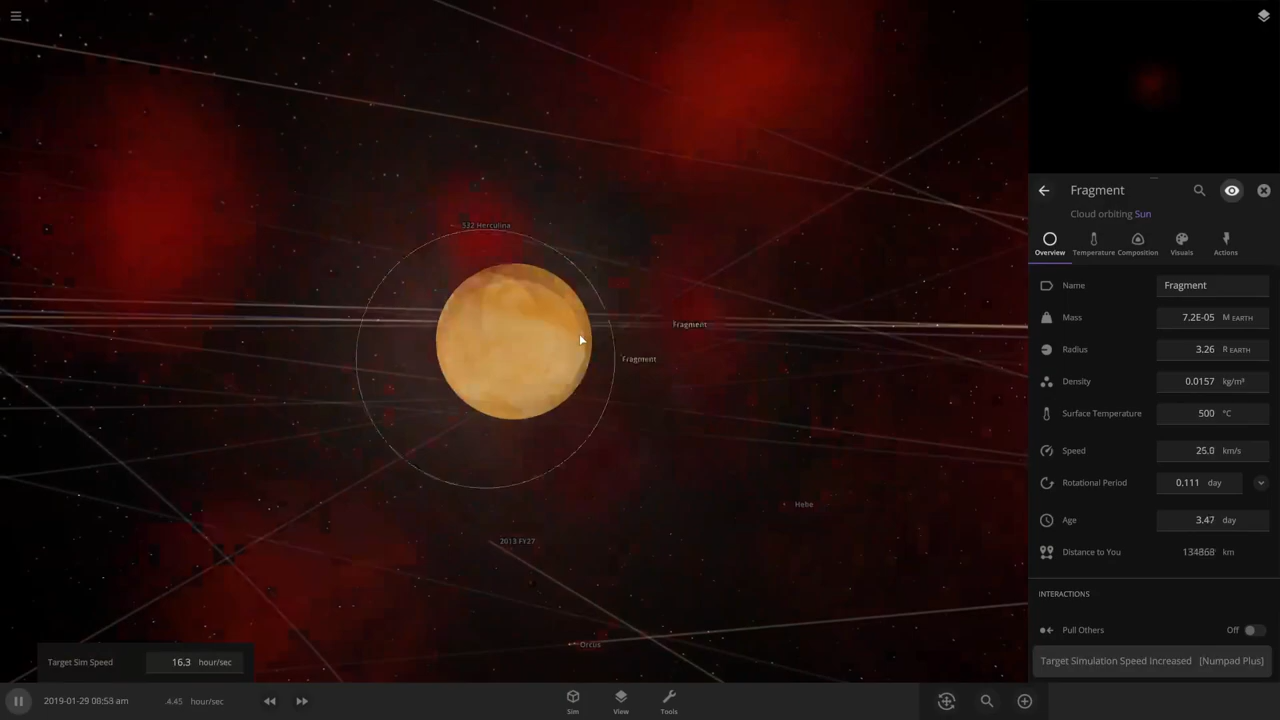 532 Herculina
Fragment
Fragment
Hebe
2013 FY27
Orcus
Target Sim Speed 16.3 hour/sec
2019-01-29 08:53 am 4.45 hour/sec
Sim View Tools
Fragment
Cloud orbiting Sun
Overview Temperature Composition Visuals Actions
Name Fragment
Mass 7.2E-05 M EARTH
Radius 3.26 R EARTH
Density 0.0157 kg/m³
Surface Temperature 500 °C
Speed 25.0 km/s
Rotational Period 0.111 day
Age 3.47 day
Distance to You 134868 km
INTERACTIONS
Pull Others Off
Target Simulation Speed Increased [Numpad Plus]